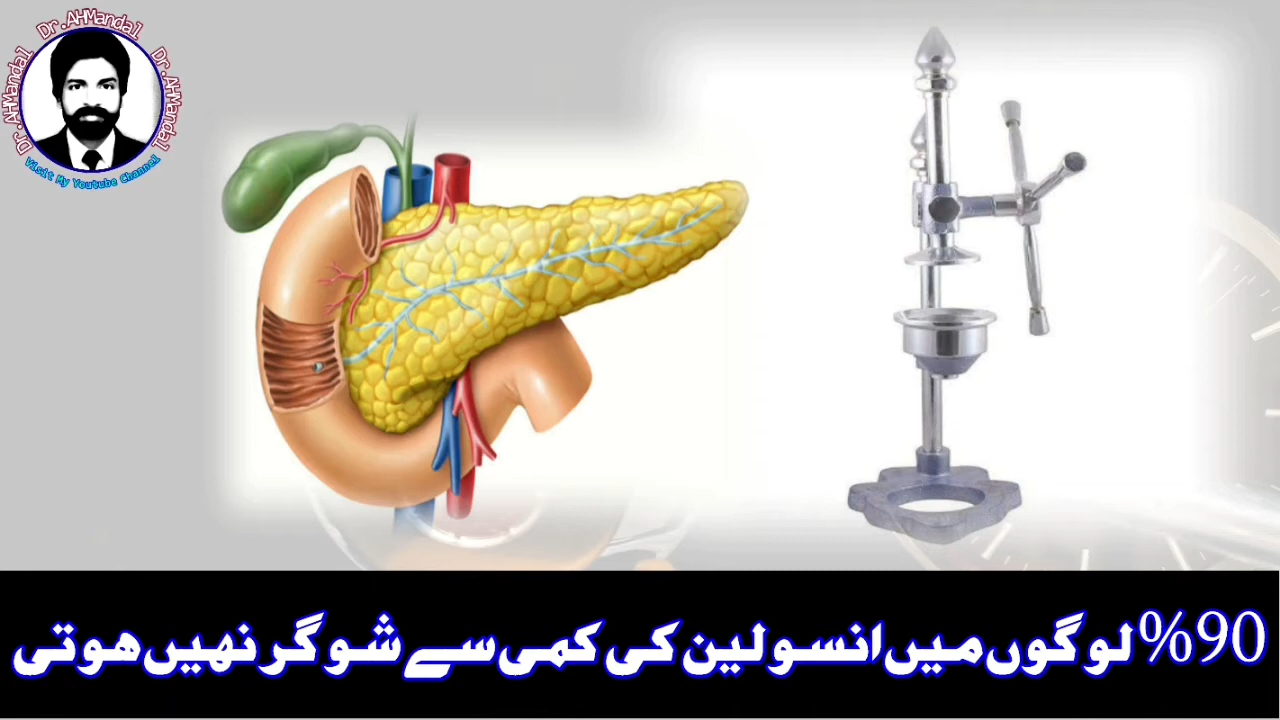 Dr.AHMandal Dr.AHMandal Dr.AHMandal
Visit My Youtube Channel
90% لوگوں میں انسولین کی کمی سے شوگر نہیں ہوتی